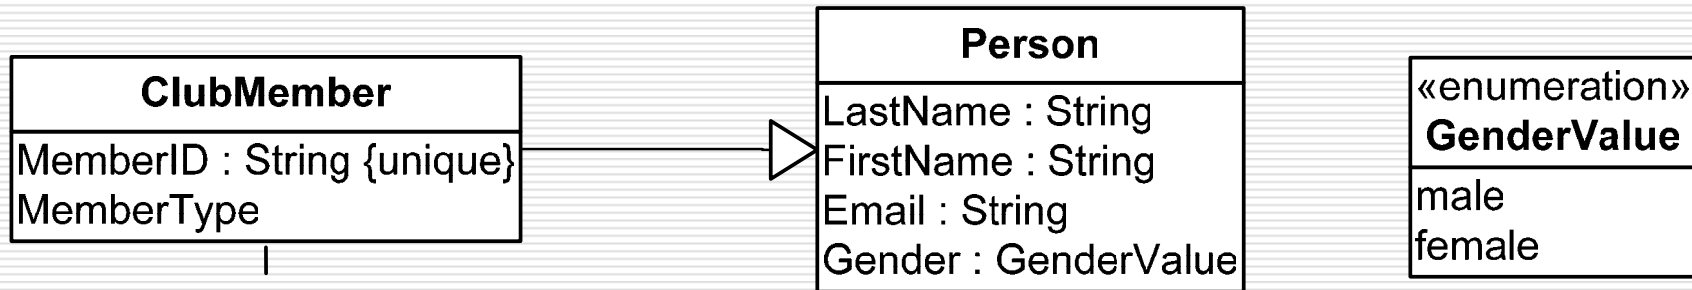 ClubMember
MemberID : String {unique}
MemberType
Person
LastName : String
FirstName : String
Email : String
Gender : GenderValue
«enumeration»
GenderValue
male
female